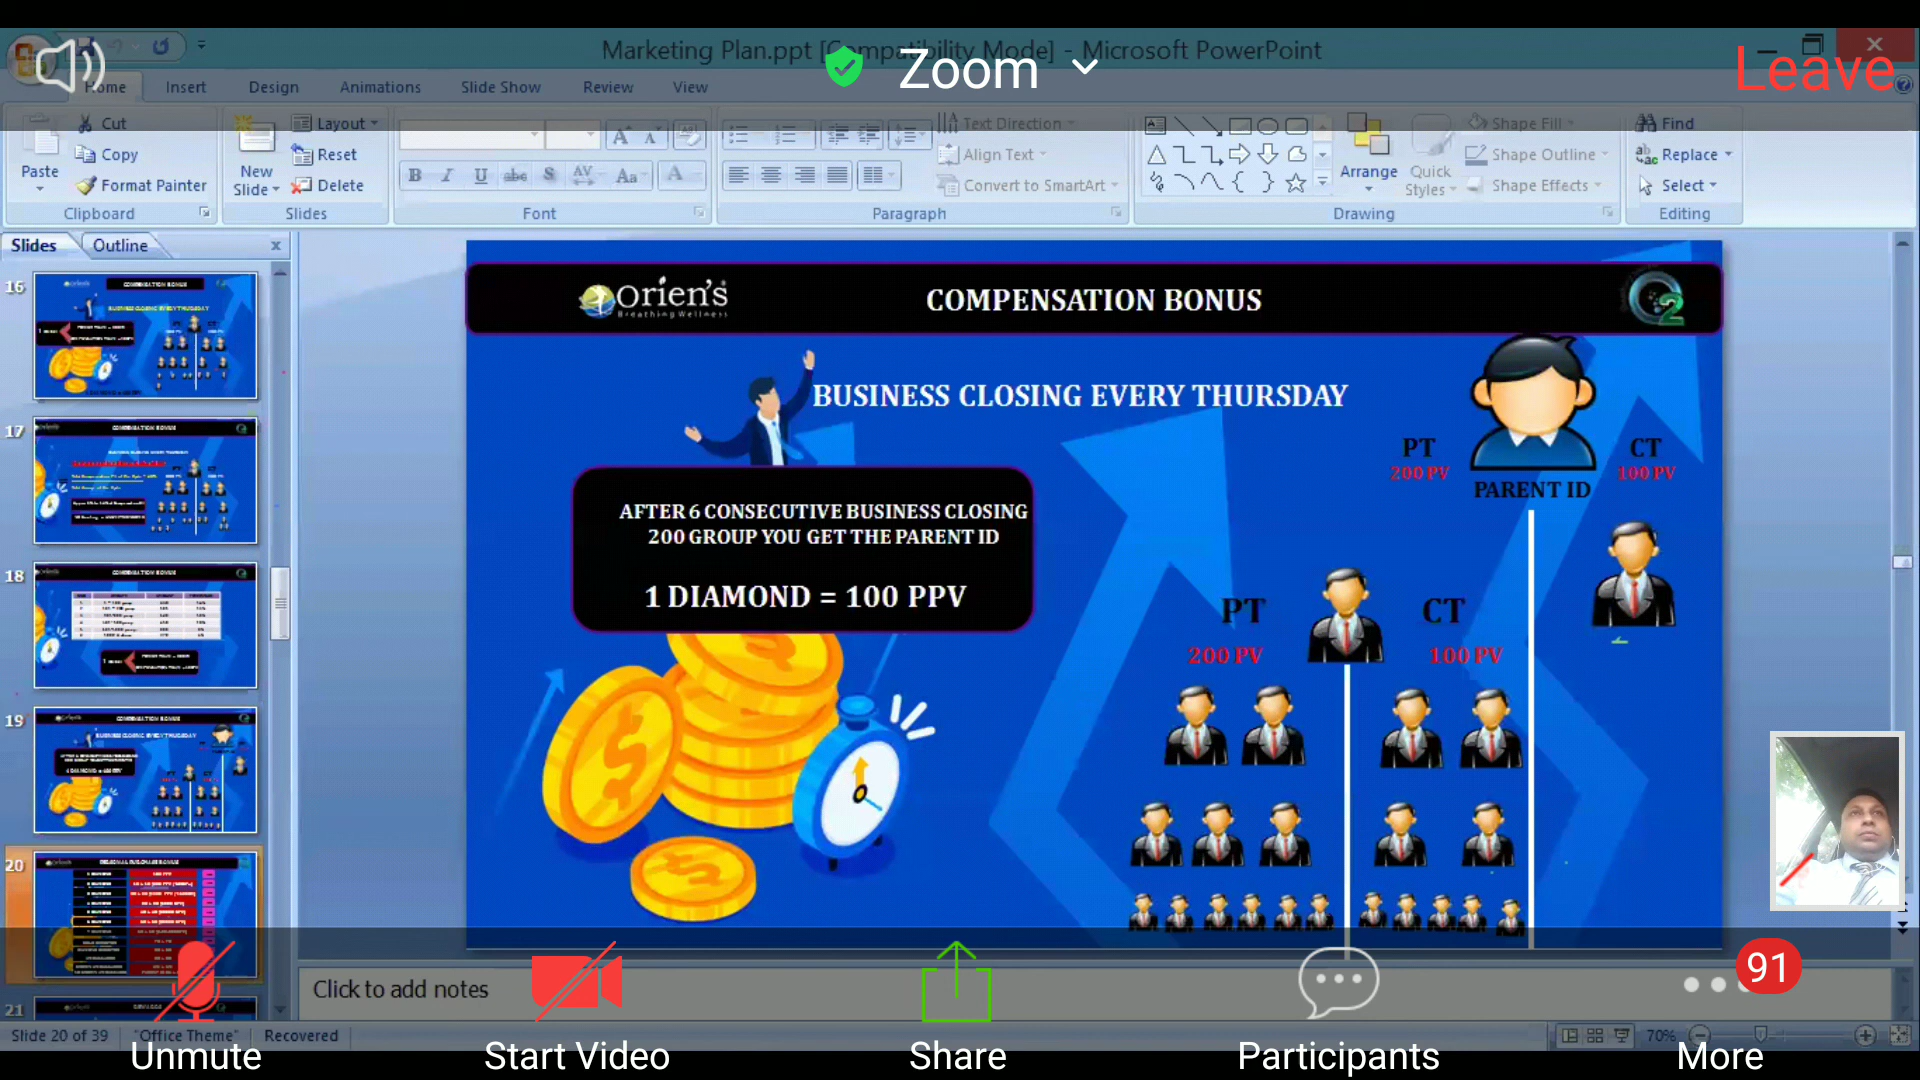 Marketing Plan.ppt [Compatibility Mode] - Microsoft PowerPoint
Zoom
Leave
Home Insert Design Animations Slide Show Review View
Cut
Copy
Format Painter
Paste
Clipboard
New Slide
Layout
Reset
Delete
Slides
B I U abc S AV Aa A
Font
Text Direction
Align Text
Convert to SmartArt
Paragraph
Arrange
Quick Styles
Shape Fill
Shape Outline
Shape Effects
Drawing
Find
Replace
Select
Editing
Slides Outline
16
17
18
19
20
21
Orien's
Breathing Wellness
COMPENSATION BONUS
2
BUSINESS CLOSING EVERY THURSDAY
AFTER 6 CONSECUTIVE BUSINESS CLOSING
200 GROUP YOU GET THE PARENT ID
1 DIAMOND = 100 PPV
PT
200 PV
CT
100 PV
PARENT ID
PT
200 PV
CT
100 PV
Click to add notes
91
Slide 20 of 39
"Office Theme"
Recovered
70%
Unmute
Start Video
Share
Participants
More